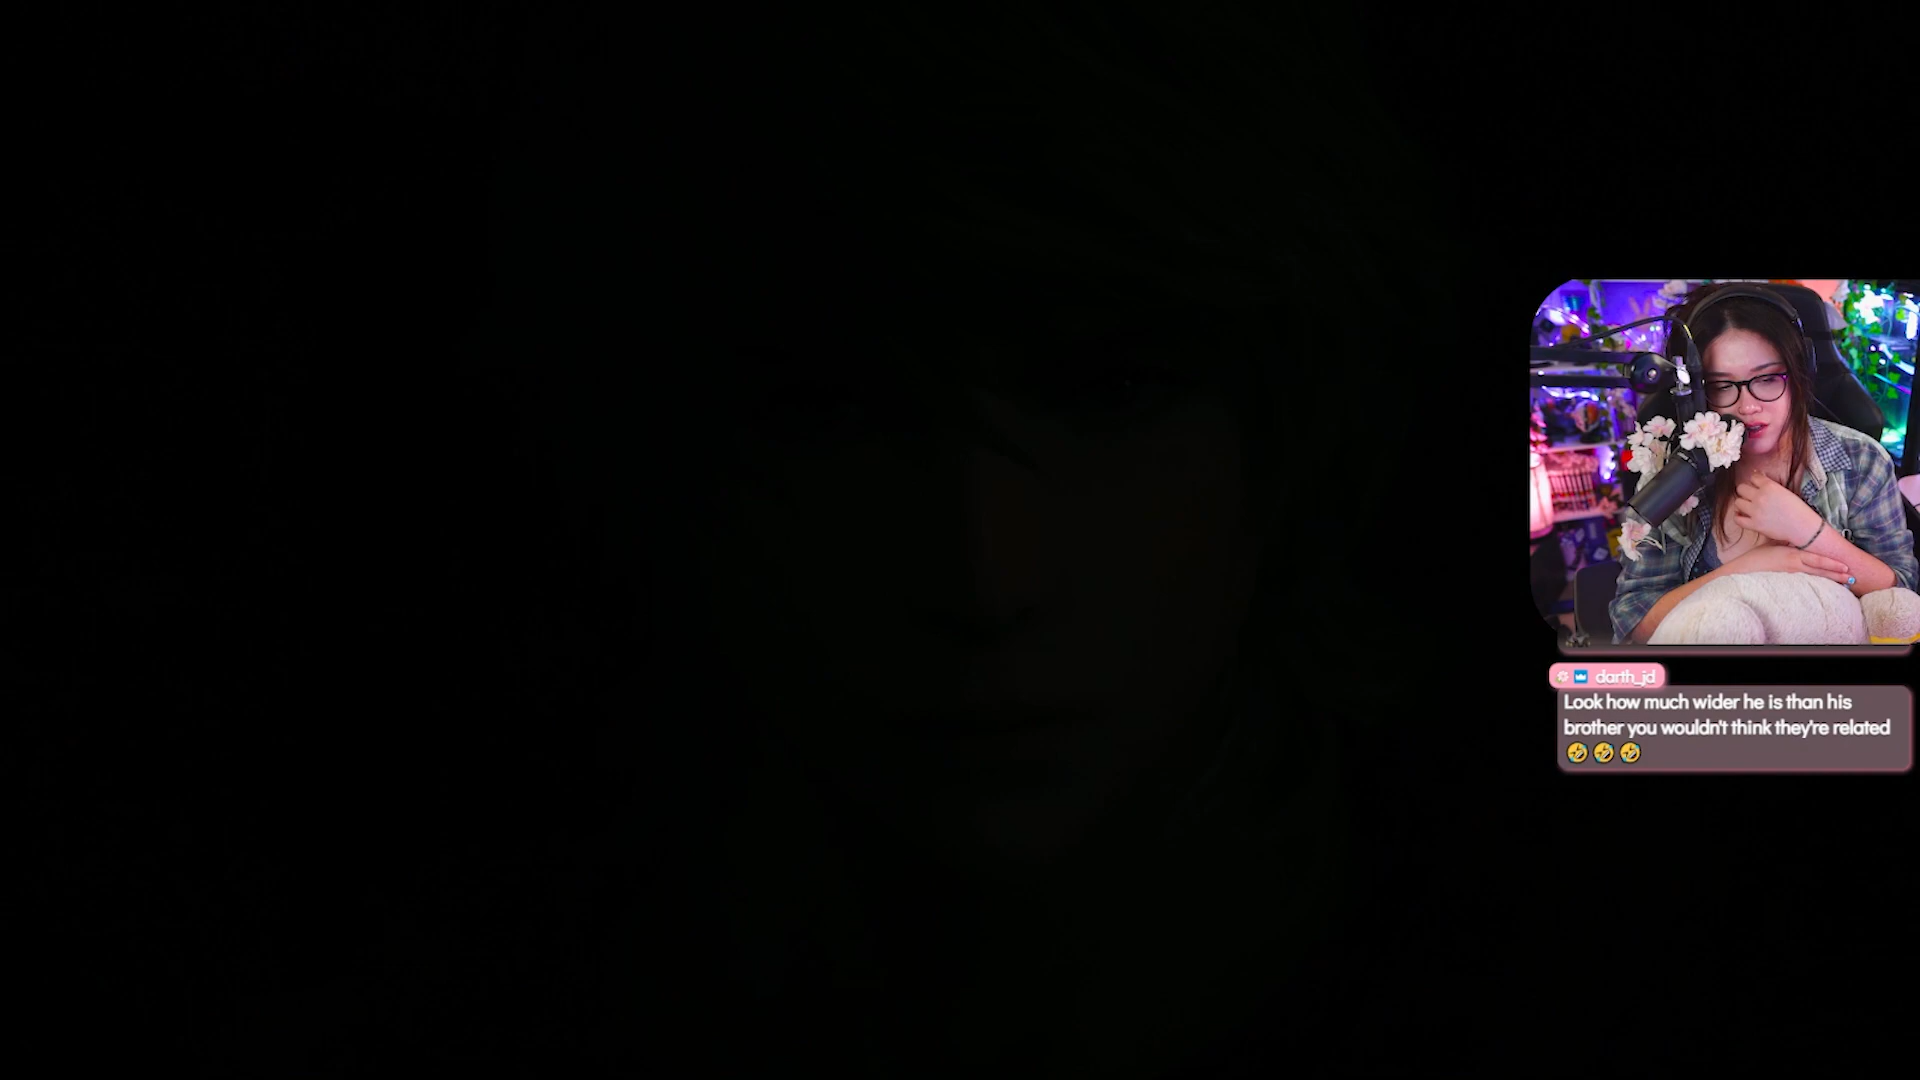 darth_jd
Look how much wider he is than his
brother you wouldn't think they're related
🤣🤣🤣